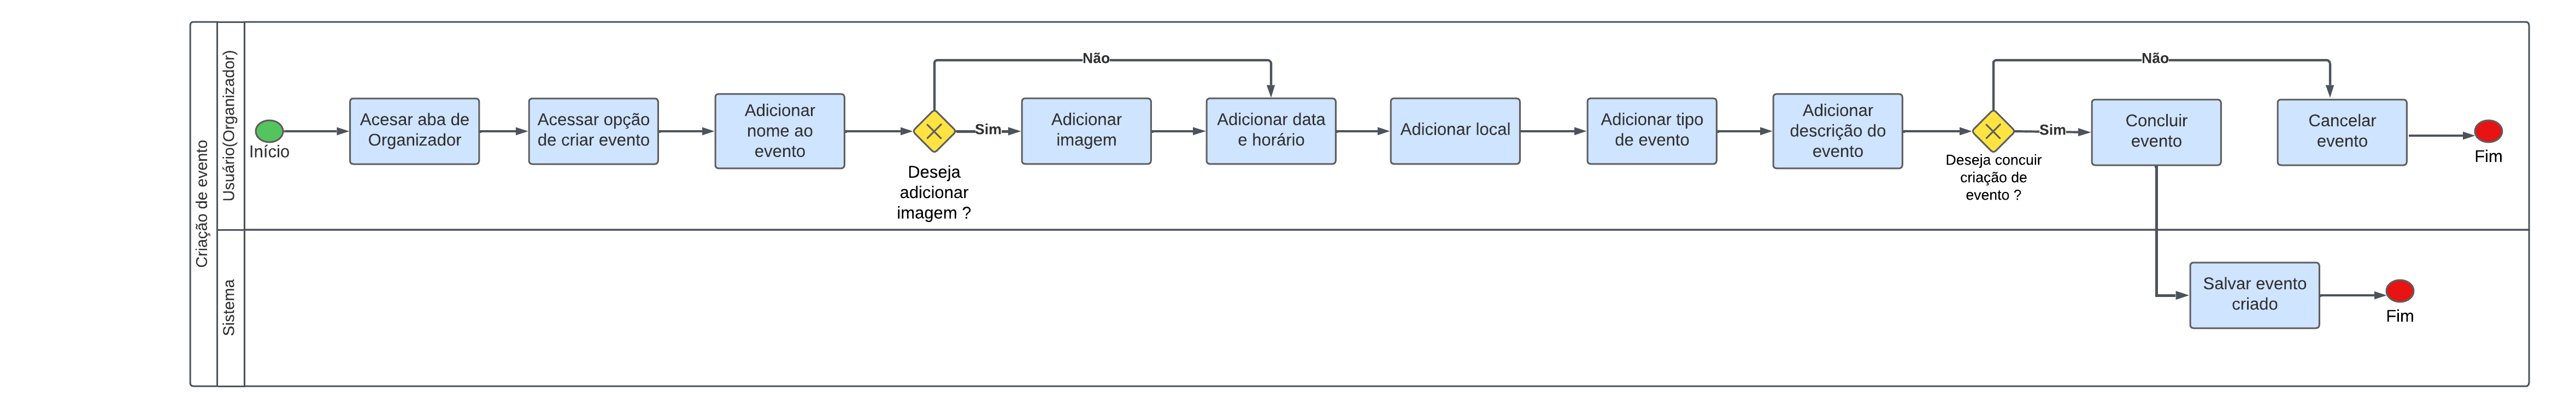 Criação de evento
Usuário(Organizador)
Início
Acesar aba de
Organizador
Acessar opção
de criar evento
Adicionar
nome ao
evento
Deseja
adicionar
imagem ?
Não
Sim
Adicionar
imagem
Adicionar data
e horário
Adicionar local
Adicionar tipo
de evento
Adicionar
descrição do
evento
Deseja concuir
criação de
evento ?
Não
Sim
Concluir
evento
Cancelar
evento
Fim
Sistema
Salvar evento
criado
Fim